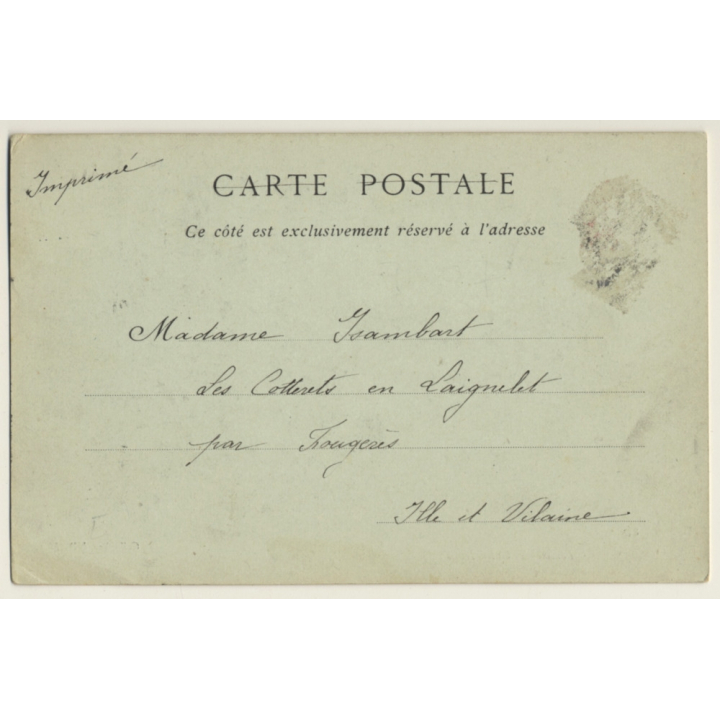 Imprimé
CARTE POSTALE
Ce côté est exclusivement réservé à l'adresse
Madame Isambart
Les Cotterets en Laignelet
par Fougères
Ille et Vilaine